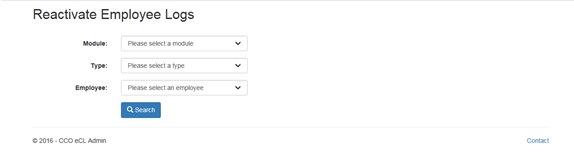 Reactivate Employee Logs
Module: Please select a module
Type: Please select a type
Employee: Please select an employee
Search
© 2016 - CCO eCL Admin Contact